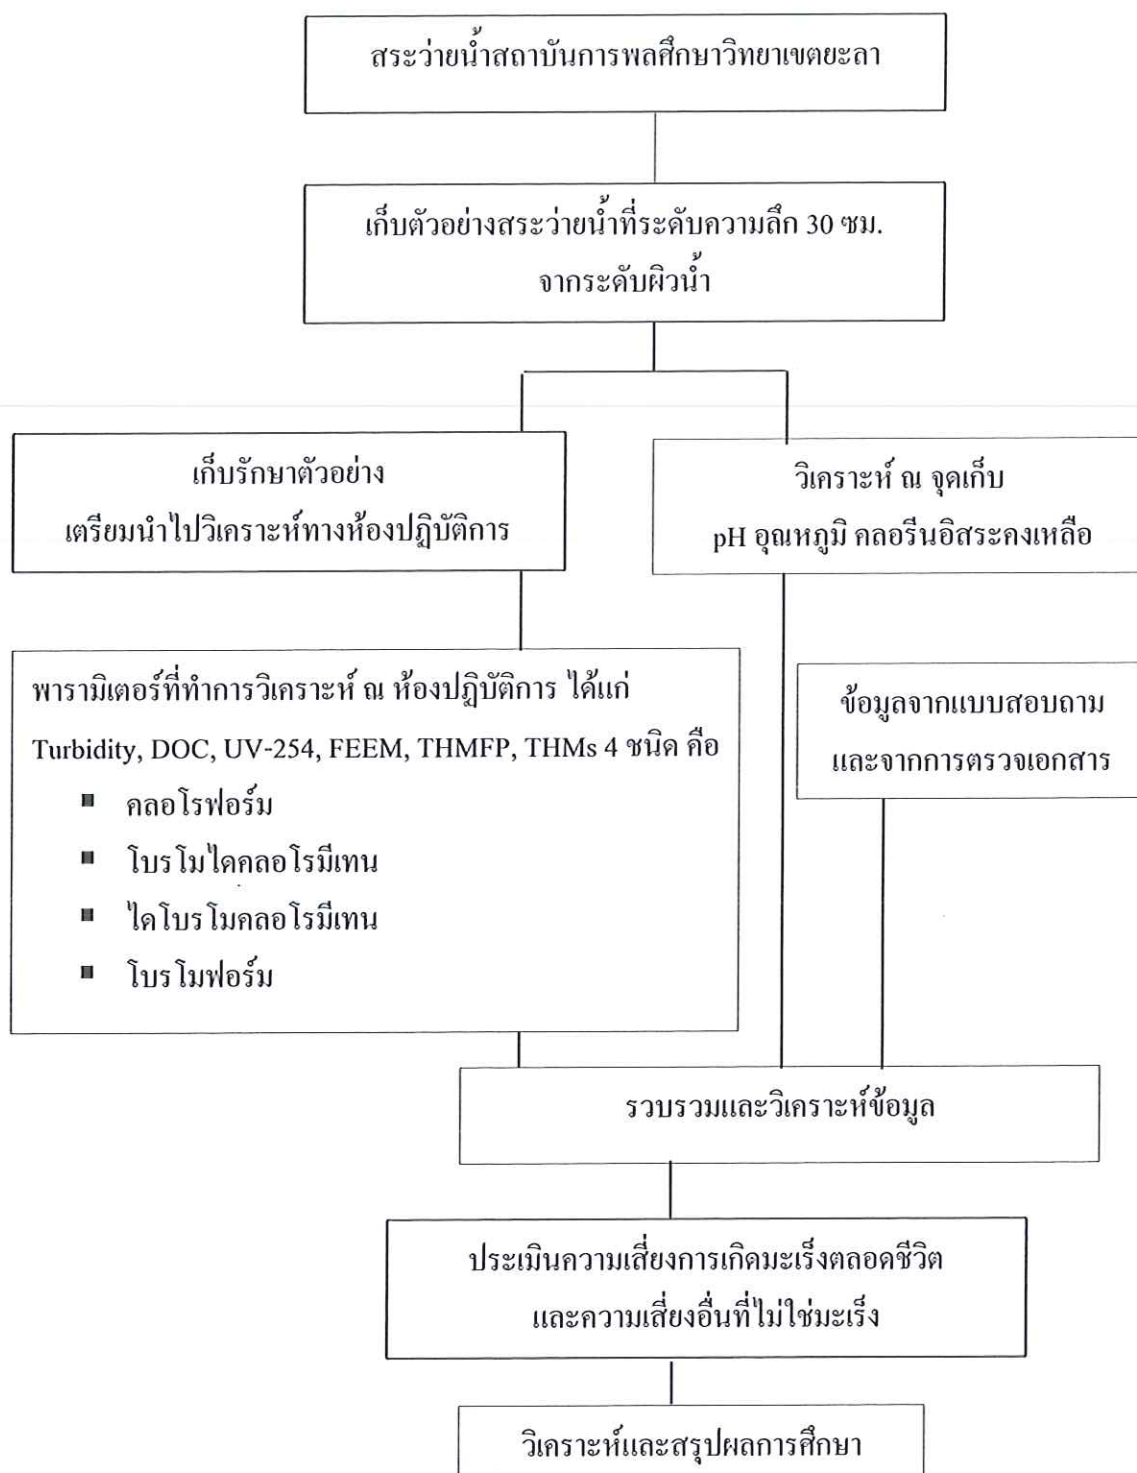 สระว่ายน้ำสถาบันการพลศึกษาวิทยาเขตยะลา
เก็บตัวอย่างสระว่ายน้ำที่ระดับความลึก 30 ซม.
จากระดับผิวน้ำ
เก็บรักษาตัวอย่าง
เตรียมนำไปวิเคราะห์ทางห้องปฏิบัติการ
วิเคราะห์ ณ จุดเก็บ
pH อุณหภูมิ คลอรีนอิสระคงเหลือ
พารามิเตอร์ที่ทำการวิเคราะห์ ณ ห้องปฏิบัติการ ได้แก่
Turbidity, DOC, UV-254, FEEM, THMFP, THMs 4 ชนิด คือ
คลอโรฟอร์ม
โบรโมไดคลอโรมีเทน
ไดโบรโมคลอโรมีเทน
โบรโมฟอร์ม
ข้อมูลจากแบบสอบถาม
และจากการตรวจเอกสาร
รวบรวมและวิเคราะห์ข้อมูล
ประเมินความเสี่ยงการเกิดมะเร็งตลอดชีวิต
และความเสี่ยงอื่นที่ไม่ใช่มะเร็ง
วิเคราะห์และสรุปผลการศึกษา